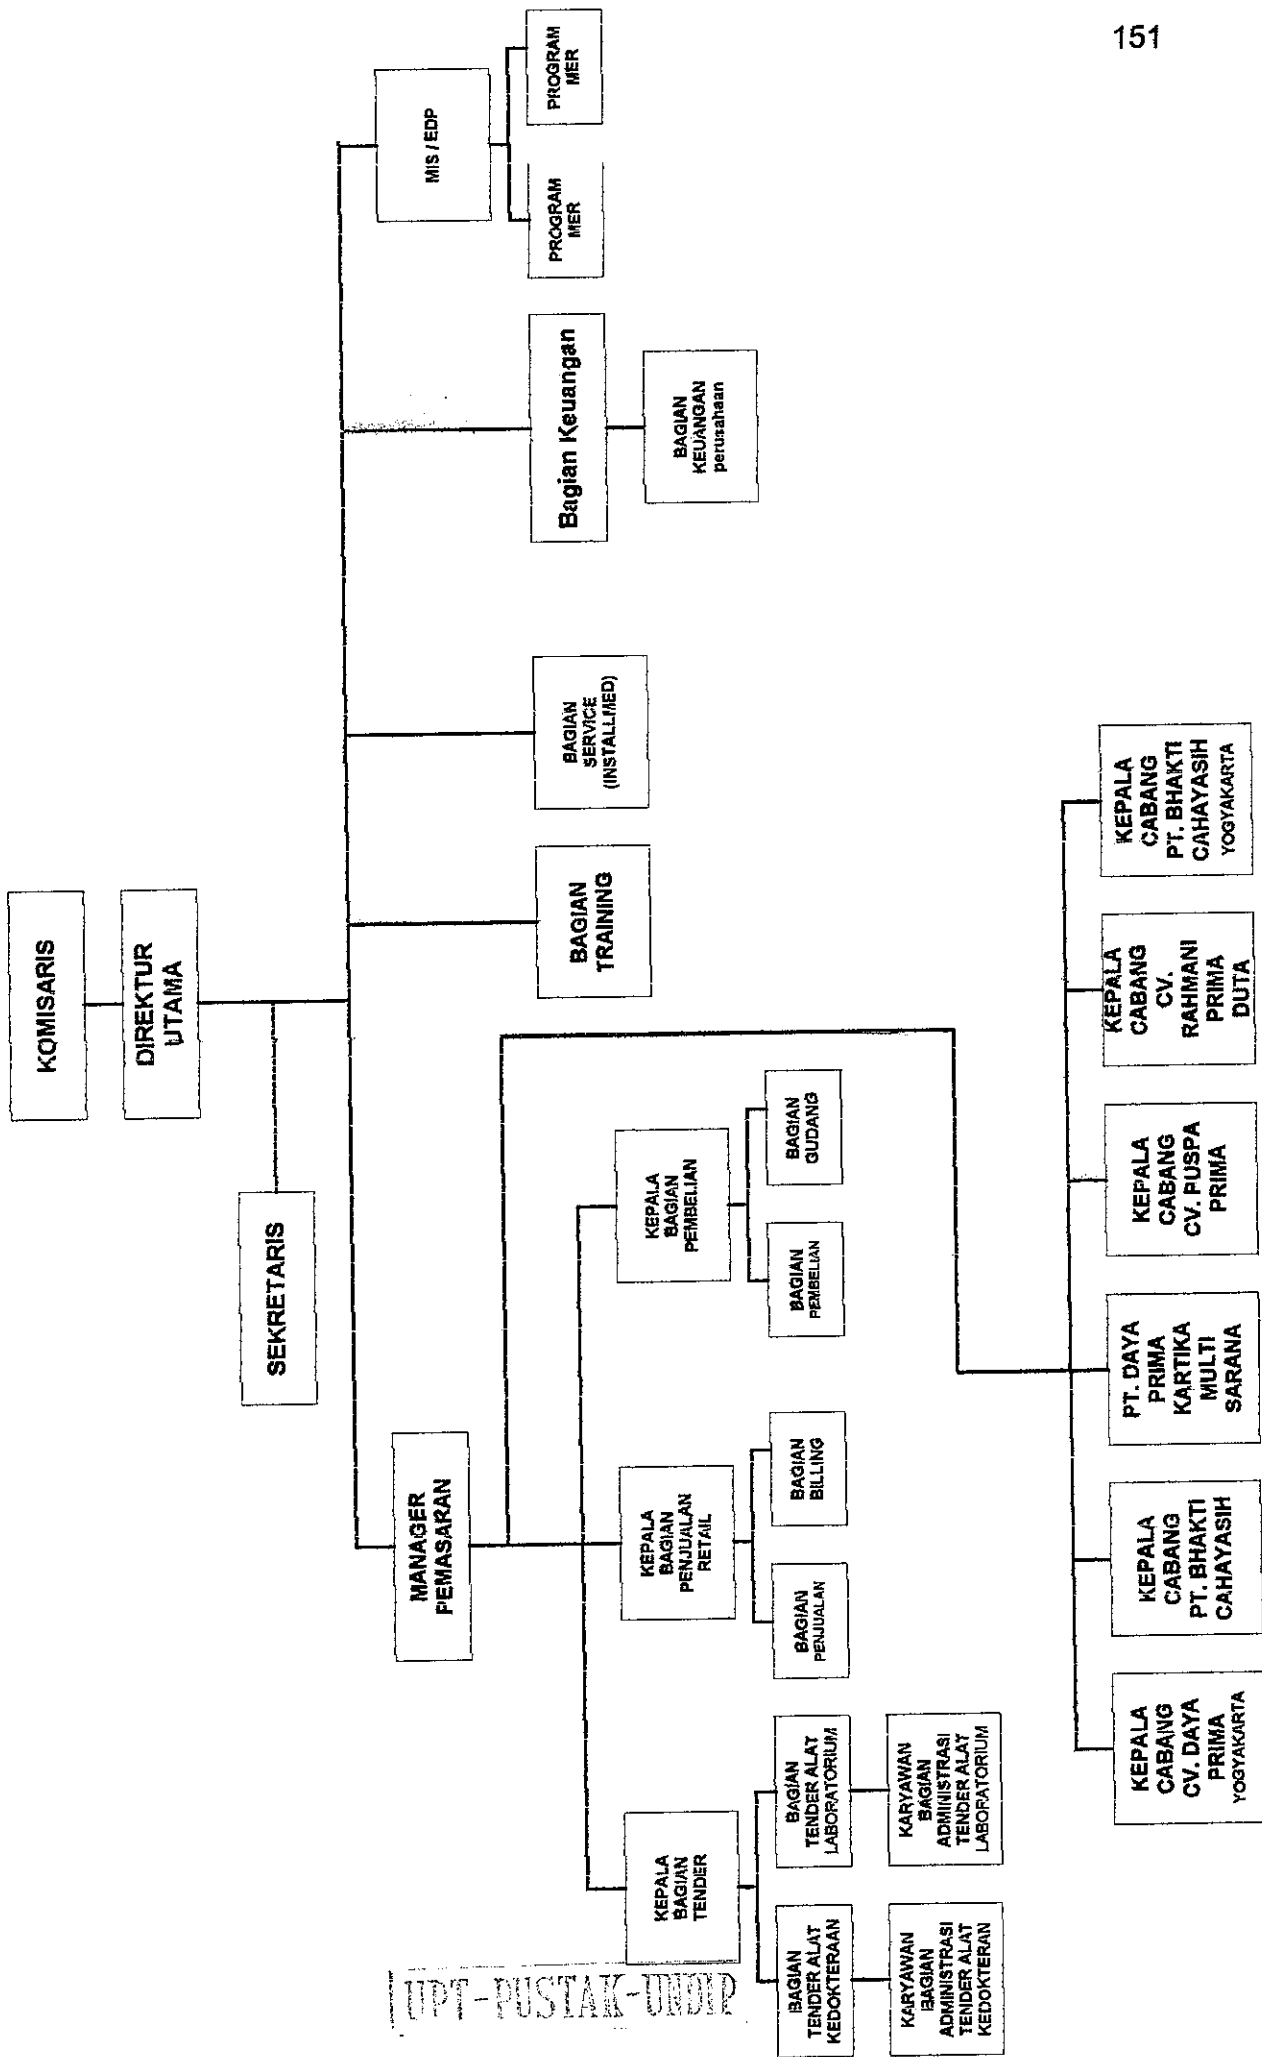 151
KOMISARIS
DIREKTUR
UTAMA
SEKRETARIS
MANAGER
PEMASARAN
BAGIAN
TRAINING
BAGIAN
SERVICE
(INSTALLMED)
Bagian Keuangan
BAGIAN
KEUANGAN
perusahaan
MIS / EDP
PROGRAM
MER
PROGRAM
MER
KEPALA
BAGIAN
TENDER
KEPALA
BAGIAN
PENJUALAN
RETAIL
KEPALA
BAGIAN
PEMBELIAN
BAGIAN
TENDER ALAT
KEDOKTERAAN
BAGIAN
TENDER ALAT
LABORATORIUM
BAGIAN
PENJUALAN
BAGIAN
BILLING
BAGIAN
PEMBELIAN
BAGIAN
GUDANG
KARYAWAN
BAGIAN
ADMINISTRASI
TENDER ALAT
KEDOKTERAN
KARYAWAN
BAGIAN
ADMINISTRASI
TENDER ALAT
LABORATORIUM
KEPALA
CABANG
CV. DAYA
PRIMA
YOGYAKARTA
KEPALA
CABANG
PT. BHAKTI
CAHAYASIH
PT. DAYA
PRIMA
KARTIKA
MULTI
SARANA
KEPALA
CABANG
CV. PUSPA
PRIMA
KEPALA
CABANG
CV.
RAHMANI
PRIMA
DUTA
KEPALA
CABANG
PT. BHAKTI
CAHAYASIH
YOGYAKARTA
UPT-PUSTAK-UNDIP